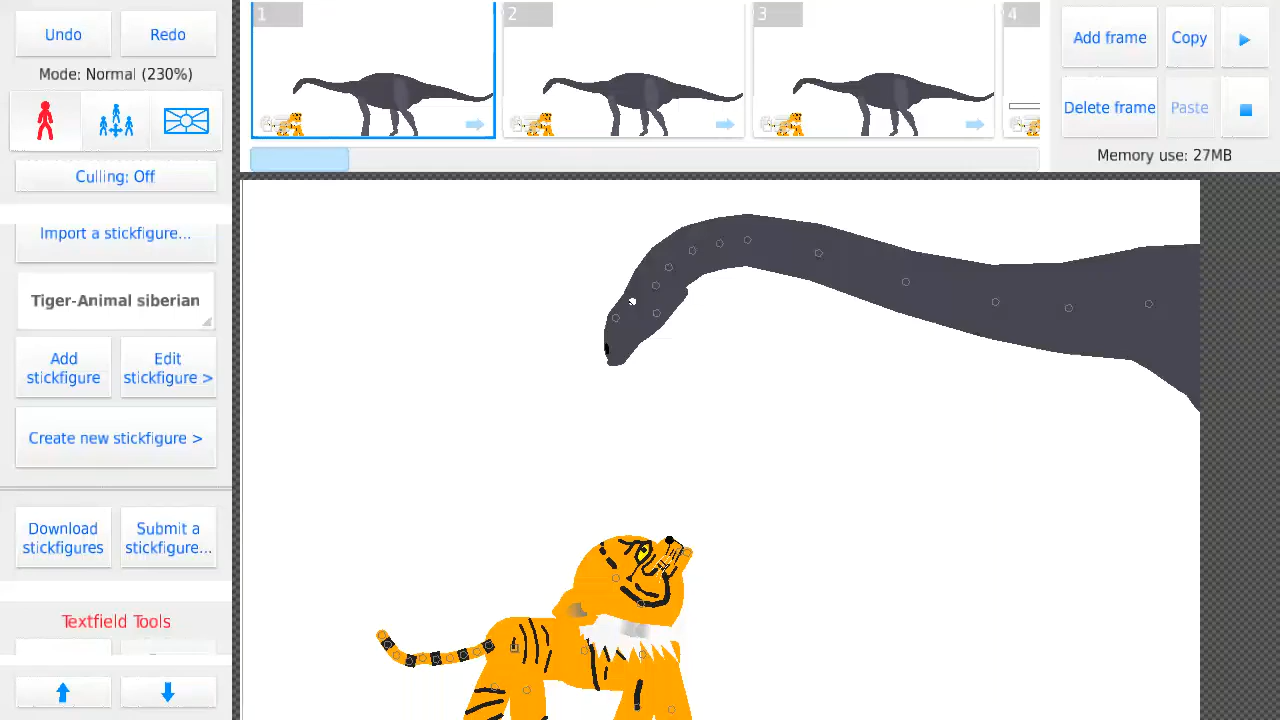 Undo
Redo
Mode: Normal (230%)
Culling: Off
Import a stickfigure...
Tiger-Animal siberian
Add
stickfigure
Edit
stickfigure >
Create new stickfigure >
Download
stickfigures
Submit a
stickfigure...
Textfield Tools
1
2
3
4
Add frame
Copy
Delete frame
Paste
Memory use: 27MB